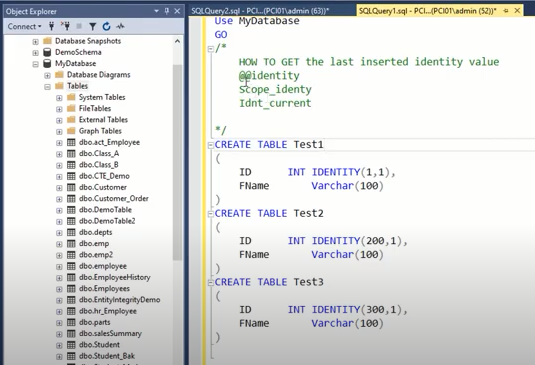 Object Explorer
Connect
Database Snapshots
DemoSchema
MyDatabase
Database Diagrams
Tables
System Tables
FileTables
External Tables
Graph Tables
dbo.act_Employee
dbo.Class_A
dbo.Class_B
dbo.CTE_Demo
dbo.Customer
dbo.Customer_Order
dbo.DemoTable
dbo.DemoTable2
dbo.depts
dbo.emp
dbo.emp2
dbo.employee
dbo.EmployeeHistory
dbo.Employees
dbo.EntityIntegrityDemo
dbo.hr_Employee
dbo.parts
dbo.salesSummary
dbo.Student
dbo.Student_Bak
SQLQuery2.sql - PCI...(PCI01\admin (63))*
SQLQuery1.sql - PCI...(PCI01\admin (52))*
Use MyDatabase
GO
/*
HOW TO GET the last inserted identity value
@@identity
scope_identy
Idnt_current
*/
CREATE TABLE Test1
(
ID INT IDENTITY(1,1),
FName Varchar(100)
)
CREATE TABLE Test2
(
ID INT IDENTITY(200,1),
FName Varchar(100)
)
CREATE TABLE Test3
(
ID INT IDENTITY(300,1),
FName Varchar(100)
)